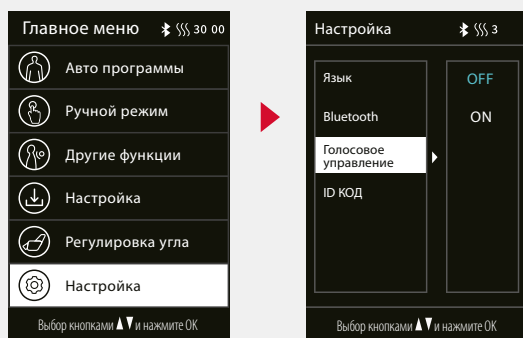 Главное меню 30 00
Авто программы
Ручной режим
Другие функции
Настройка
Регулировка угла
Настройка
Выбор кнопками ▲▼ и нажмите OK
Настройка 3
Язык
Bluetooth
Голосовое
управление
ID КОД
OFF
ON
Выбор кнопками ▲▼ и нажмите OK